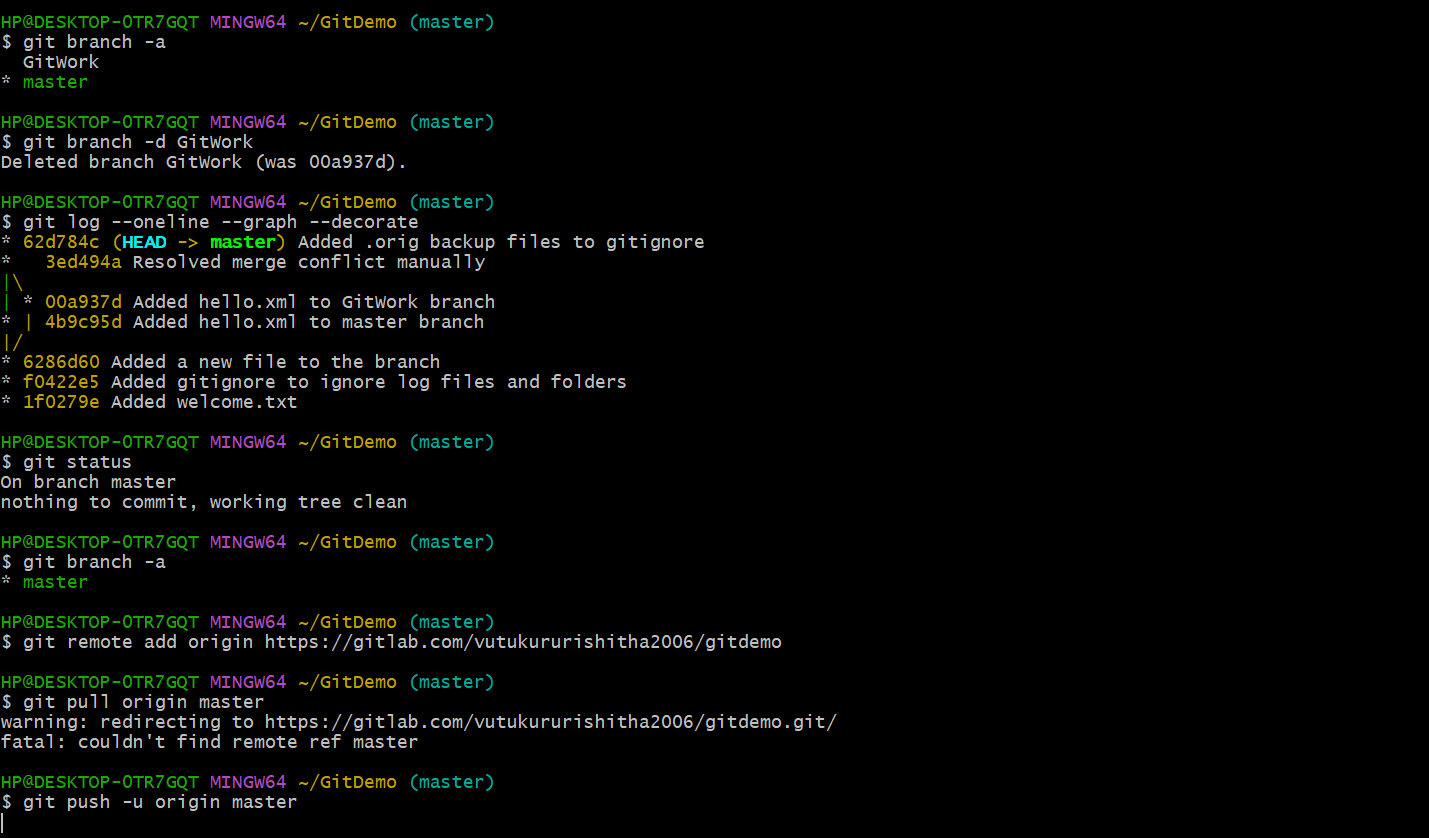 HP@DESKTOP-0TR7GQT MINGW64 ~/GitDemo (master)
$ git branch -a
  GitWork
* master

HP@DESKTOP-0TR7GQT MINGW64 ~/GitDemo (master)
$ git branch -d GitWork
Deleted branch GitWork (was 00a937d).

HP@DESKTOP-0TR7GQT MINGW64 ~/GitDemo (master)
$ git log --oneline --graph --decorate
* 62d784c (HEAD -> master) Added .orig backup files to gitignore
*   3ed494a Resolved merge conflict manually
|\
| * 00a937d Added hello.xml to GitWork branch
* | 4b9c95d Added hello.xml to master branch
|/
* 6286d60 Added a new file to the branch
* f0422e5 Added gitignore to ignore log files and folders
* 1f0279e Added welcome.txt

HP@DESKTOP-0TR7GQT MINGW64 ~/GitDemo (master)
$ git status
On branch master
nothing to commit, working tree clean

HP@DESKTOP-0TR7GQT MINGW64 ~/GitDemo (master)
$ git branch -a
* master

HP@DESKTOP-0TR7GQT MINGW64 ~/GitDemo (master)
$ git remote add origin https://gitlab.com/vutukururishitha2006/gitdemo

HP@DESKTOP-0TR7GQT MINGW64 ~/GitDemo (master)
$ git pull origin master
warning: redirecting to https://gitlab.com/vutukururishitha2006/gitdemo.git/
fatal: couldn't find remote ref master

HP@DESKTOP-0TR7GQT MINGW64 ~/GitDemo (master)
$ git push -u origin master